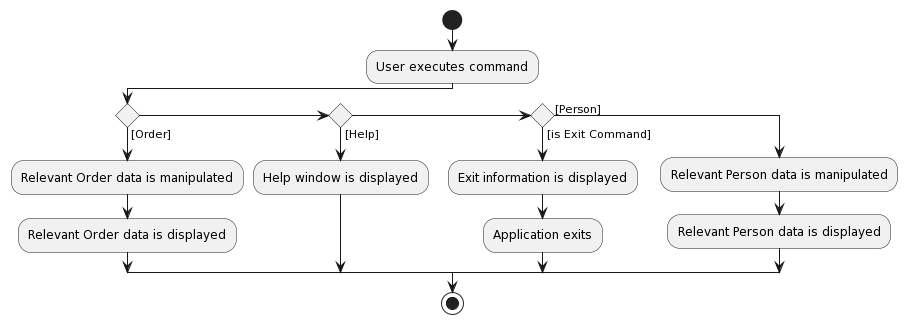 User executes command
[Person]
[Order]
[Help]
[is Exit Command]
Relevant Order data is manipulated
Help window is displayed
Exit information is displayed
Relevant Person data is manipulated
Relevant Order data is displayed
Application exits
Relevant Person data is displayed